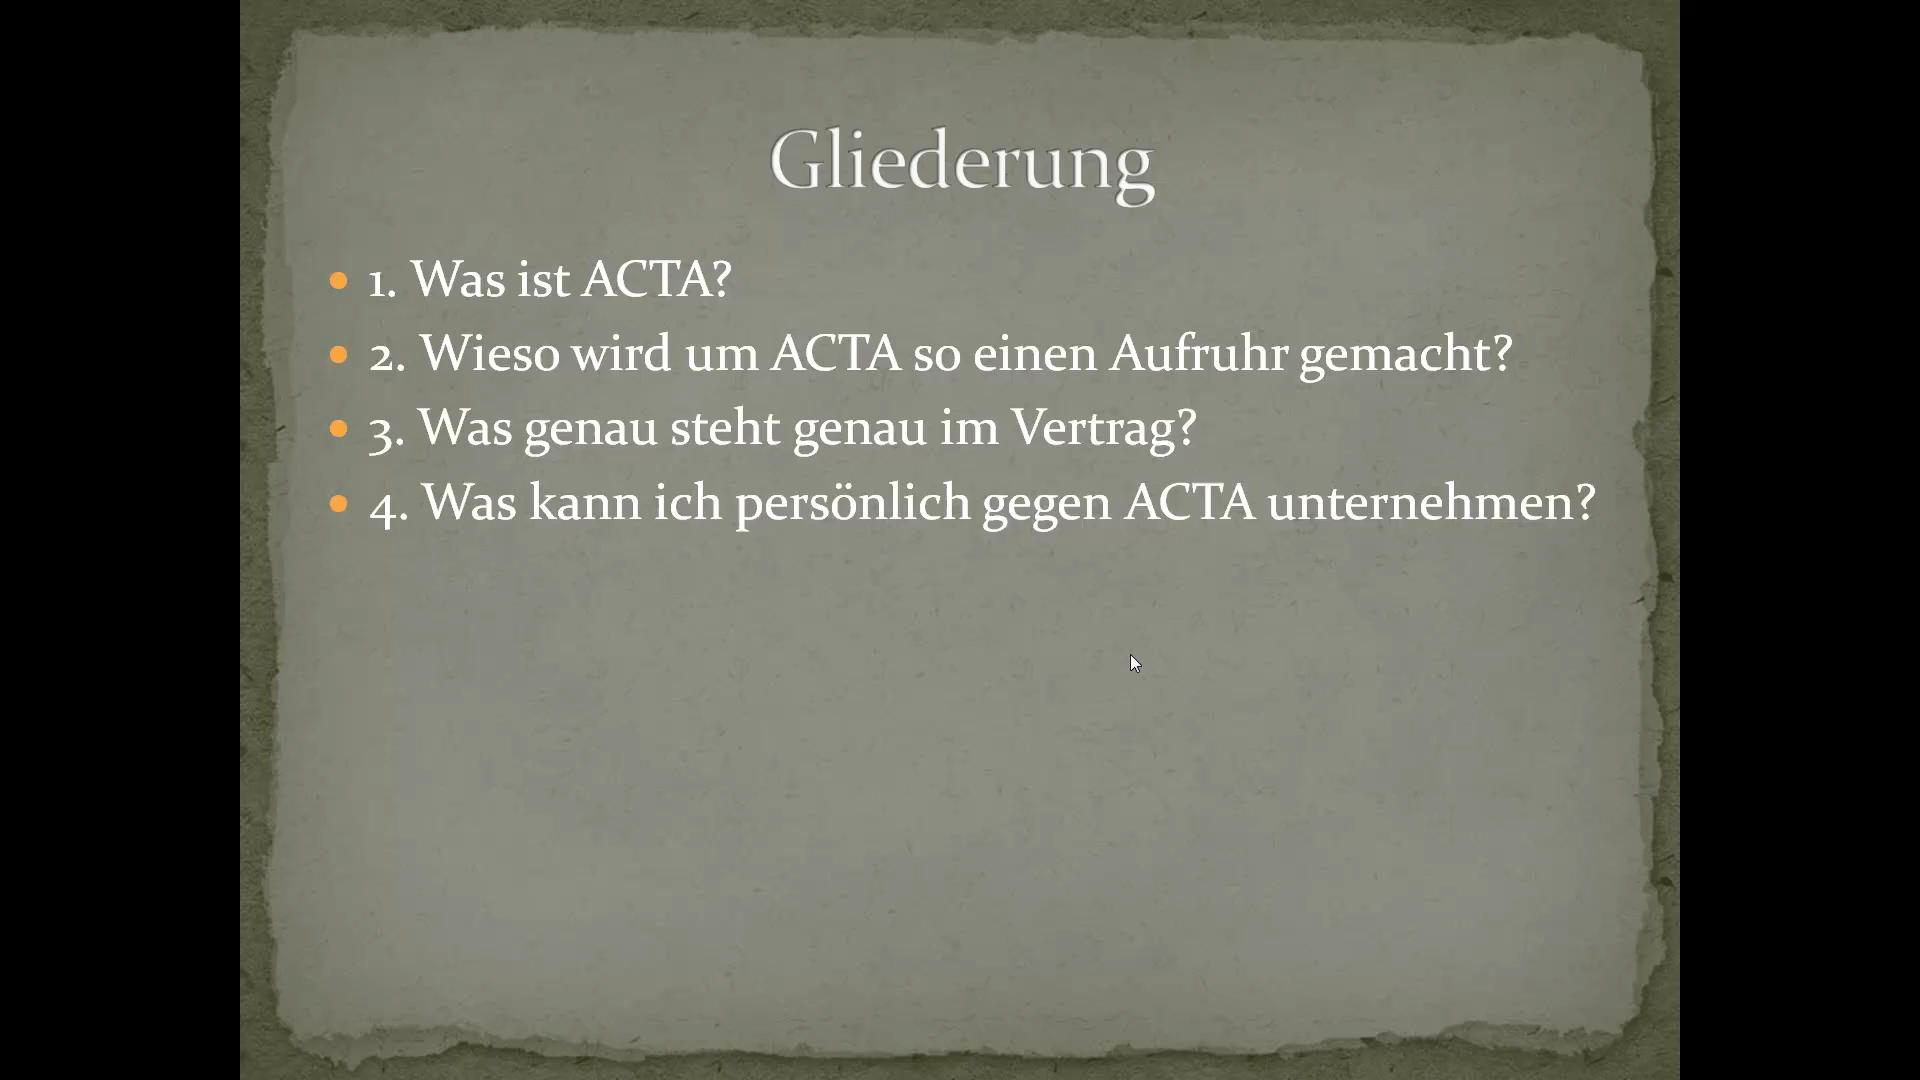 Gliederung
• 1. Was ist ACTA?
• 2. Wieso wird um ACTA so einen Aufruhr gemacht?
• 3. Was genau steht genau im Vertrag?
• 4. Was kann ich persönlich gegen ACTA unternehmen?